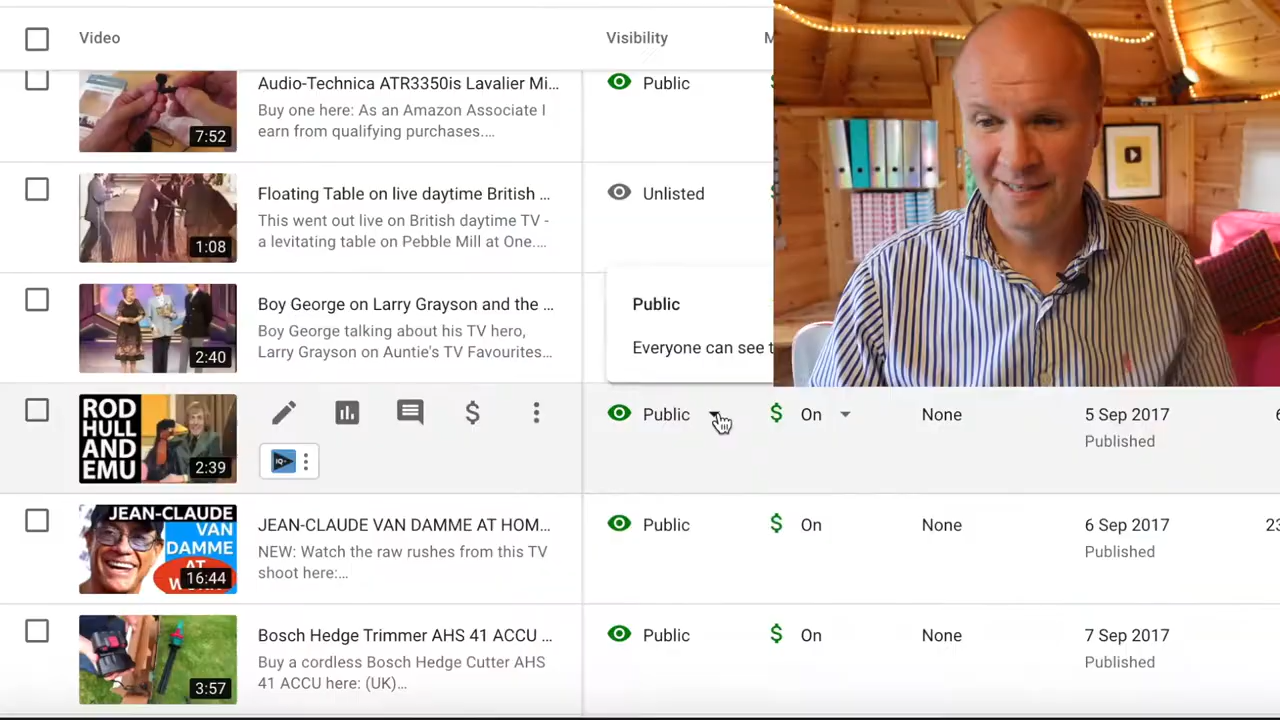 Video
Visibility
M
Audio-Technica ATR3350is Lavalier Mi...
Public
Buy one here: As an Amazon Associate I
earn from qualifying purchases....
7:52
Floating Table on live daytime British ...
Unlisted
This went out live on British daytime TV -
a levitating table on Pebble Mill at One....
1:08
Boy George on Larry Grayson and the ...
Boy George talking about his TV hero,
Larry Grayson on Auntie's TV Favourites...
2:40
Public
Everyone can see t
ROD
HULL
AND
EMU
2:39
IQ+
Public
$ On
None
5 Sep 2017
Published
6
JEAN-CLAUDE
VAN
DAMME
AT
16:44
JEAN-CLAUDE VAN DAMME AT HOM...
NEW: Watch the raw rushes from this TV
shoot here:...
Public
$ On
None
6 Sep 2017
Published
23
Bosch Hedge Trimmer AHS 41 ACCU ...
Buy a cordless Bosch Hedge Cutter AHS
41 ACCU here: (UK)...
3:57
Public
$ On
None
7 Sep 2017
Published